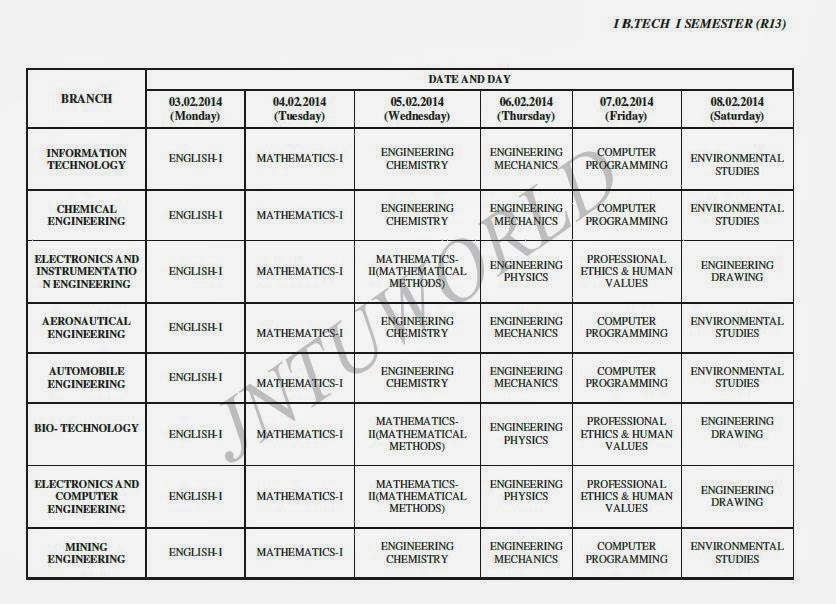 I B.TECH I SEMESTER (R13)
DATE AND DAY
BRANCH
03.02.2014
(Monday)
04.02.2014
(Tuesday)
05.02.2014
(Wednesday)
06.02.2014
(Thursday)
07.02.2014
(Friday)
08.02.2014
(Saturday)
INFORMATION
TECHNOLOGY
ENGLISH-I
MATHEMATICS-I
ENGINEERING
CHEMISTRY
ENGINEERING
MECHANICS
COMPUTER
PROGRAMMING
ENVIRONMENTAL
STUDIES
CHEMICAL
ENGINEERING
ENGLISH-I
MATHEMATICS-I
ENGINEERING
CHEMISTRY
ENGINEERING
MECHANICS
COMPUTER
PROGRAMMING
ENVIRONMENTAL
STUDIES
ELECTRONICS AND
INSTRUMENTATIO
N ENGINEERING
ENGLISH-I
MATHEMATICS-I
MATHEMATICS-
II(MATHEMATICAL
METHODS)
ENGINEERING
PHYSICS
PROFESSIONAL
ETHICS & HUMAN
VALUES
ENGINEERING
DRAWING
AERONAUTICAL
ENGINEERING
ENGLISH-I
MATHEMATICS-I
ENGINEERING
CHEMISTRY
ENGINEERING
MECHANICS
COMPUTER
PROGRAMMING
ENVIRONMENTAL
STUDIES
AUTOMOBILE
ENGINEERING
ENGLISH-I
MATHEMATICS-I
ENGINEERING
CHEMISTRY
ENGINEERING
MECHANICS
COMPUTER
PROGRAMMING
ENVIRONMENTAL
STUDIES
BIO- TECHNOLOGY
ENGLISH-I
MATHEMATICS-I
MATHEMATICS-
II(MATHEMATICAL
METHODS)
ENGINEERING
PHYSICS
PROFESSIONAL
ETHICS & HUMAN
VALUES
ENGINEERING
DRAWING
ELECTRONICS AND
COMPUTER
ENGINEERING
ENGLISH-I
MATHEMATICS-I
MATHEMATICS-
II(MATHEMATICAL
METHODS)
ENGINEERING
PHYSICS
PROFESSIONAL
ETHICS & HUMAN
VALUES
ENGINEERING
DRAWING
MINING
ENGINEERING
ENGLISH-I
MATHEMATICS-I
ENGINEERING
CHEMISTRY
ENGINEERING
MECHANICS
COMPUTER
PROGRAMMING
ENVIRONMENTAL
STUDIES
JNTUWORLD